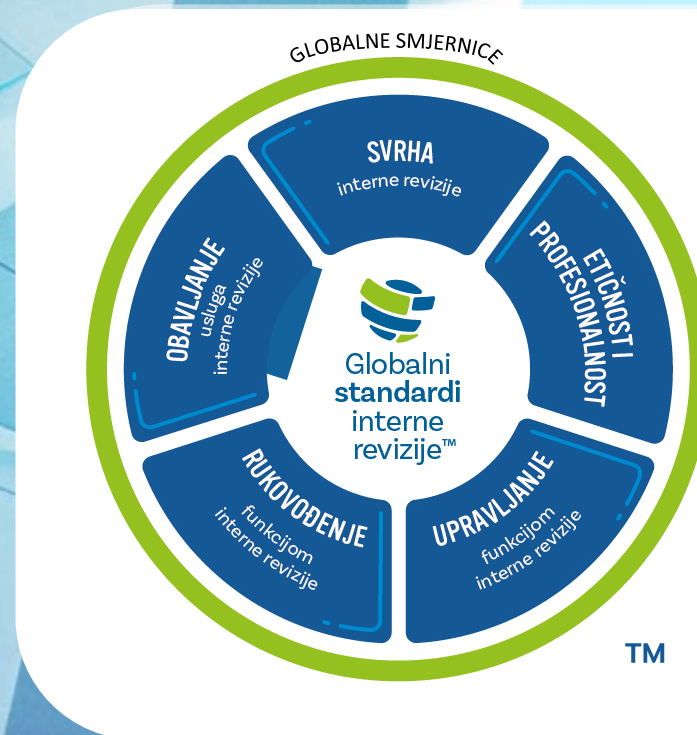 GLOBALNE SMJERNICE
SVRHA
interne revizije
ETIČNOST I
PROFESIONALNOST
UPRAVLJANJE
funkcijom
interne revizije
RUKOVOĐENJE
funkcijom
interne revizije
OBAVLJANJE
usluga
interne revizije
Globalni
standardi
interne
revizije™
TM